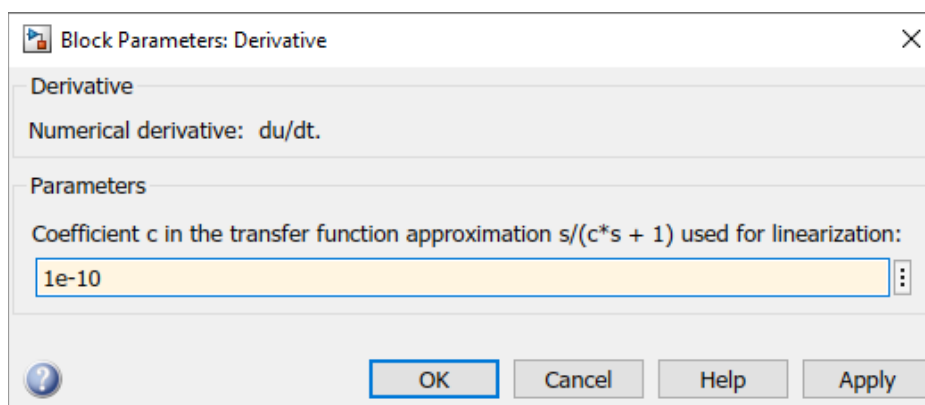 Block Parameters: Derivative
Derivative
Numerical derivative: du/dt.
Parameters
Coefficient c in the transfer function approximation s/(c*s + 1) used for linearization:
1e-10
OK Cancel Help Apply